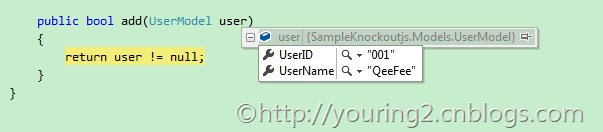 public bool add(UserModel user)
{
user {SampleKnockoutjs.Models.UserModel}
return user != null;
UserID "001"
UserName "QeeFee"
}
}
©http://youring2.cnblogs.com